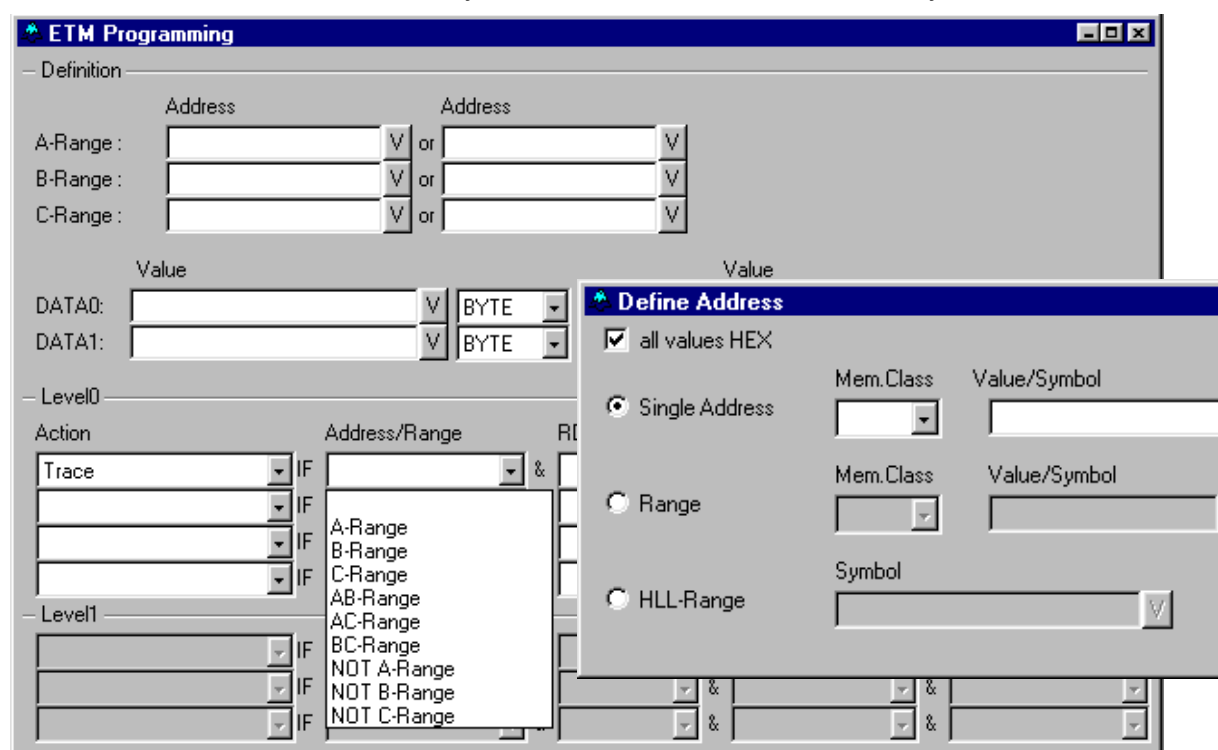 ETM Programming
Definition
Address Address
A-Range : V or V
B-Range : V or V
C-Range : V or V
Value Value
DATA0: V BYTE
DATA1: V BYTE
Define Address
all values HEX
Mem.Class Value/Symbol
Single Address
Mem.Class Value/Symbol
Range
Symbol
HLL-Range V
Level0
Action Address/Range
Trace IF &
IF
IF
IF
A-Range
B-Range
C-Range
AB-Range
AC-Range
BC-Range
NOT A-Range
NOT B-Range
NOT C-Range
Level1
IF
IF & &
IF & &